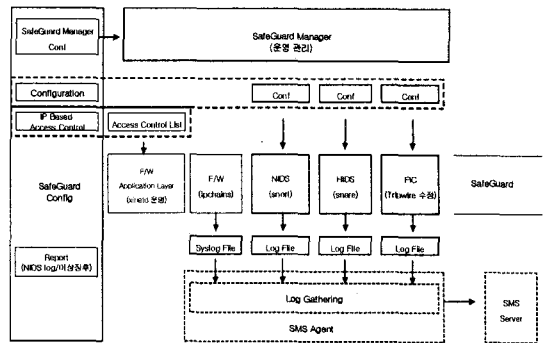 SafeGuard Manager
Conf
SafeGuard Manager
(운영 관리)
Configuration
Conf
Conf
Conf
IP Based
Access Control
Access Control List
SafeGuard
Config
F/W
Application Layer
(xinetd 운영)
F/W
(ipchains)
NIDS
(snort)
HIDS
(snare)
FIC
(Tripwire 수정)
SafeGuard
Syslog File
Log File
Log File
Log File
Report
(NIDS log/이상징후)
Log Gathering
SMS Agent
SMS
Server